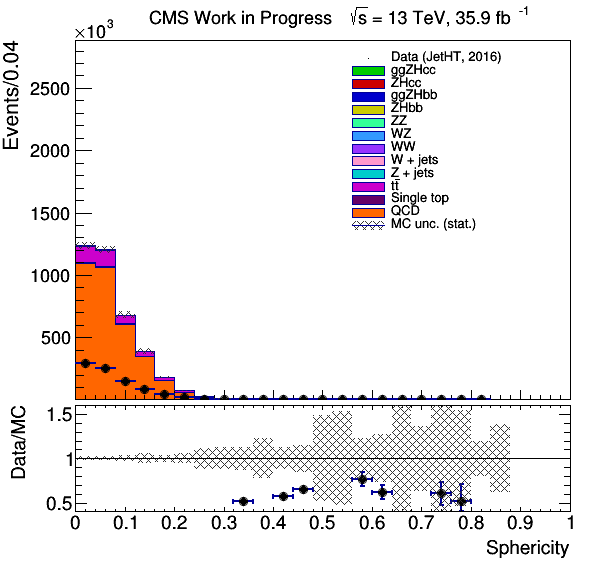 CMS Work in Progress √s = 13 TeV, 35.9 fb⁻¹
×10³
Events/0.04
2500
2000
1500
1000
500
Data (JetHT, 2016)
ggZHcc
ZHcc
ggZHbb
ZHbb
ZZ
WZ
WW
W + jets
Z + jets
tt̄
Single top
QCD
MC unc. (stat.)
Data/MC
1.5
1
0.5
0 0.1 0.2 0.3 0.4 0.5 0.6 0.7 0.8 0.9 1
Sphericity